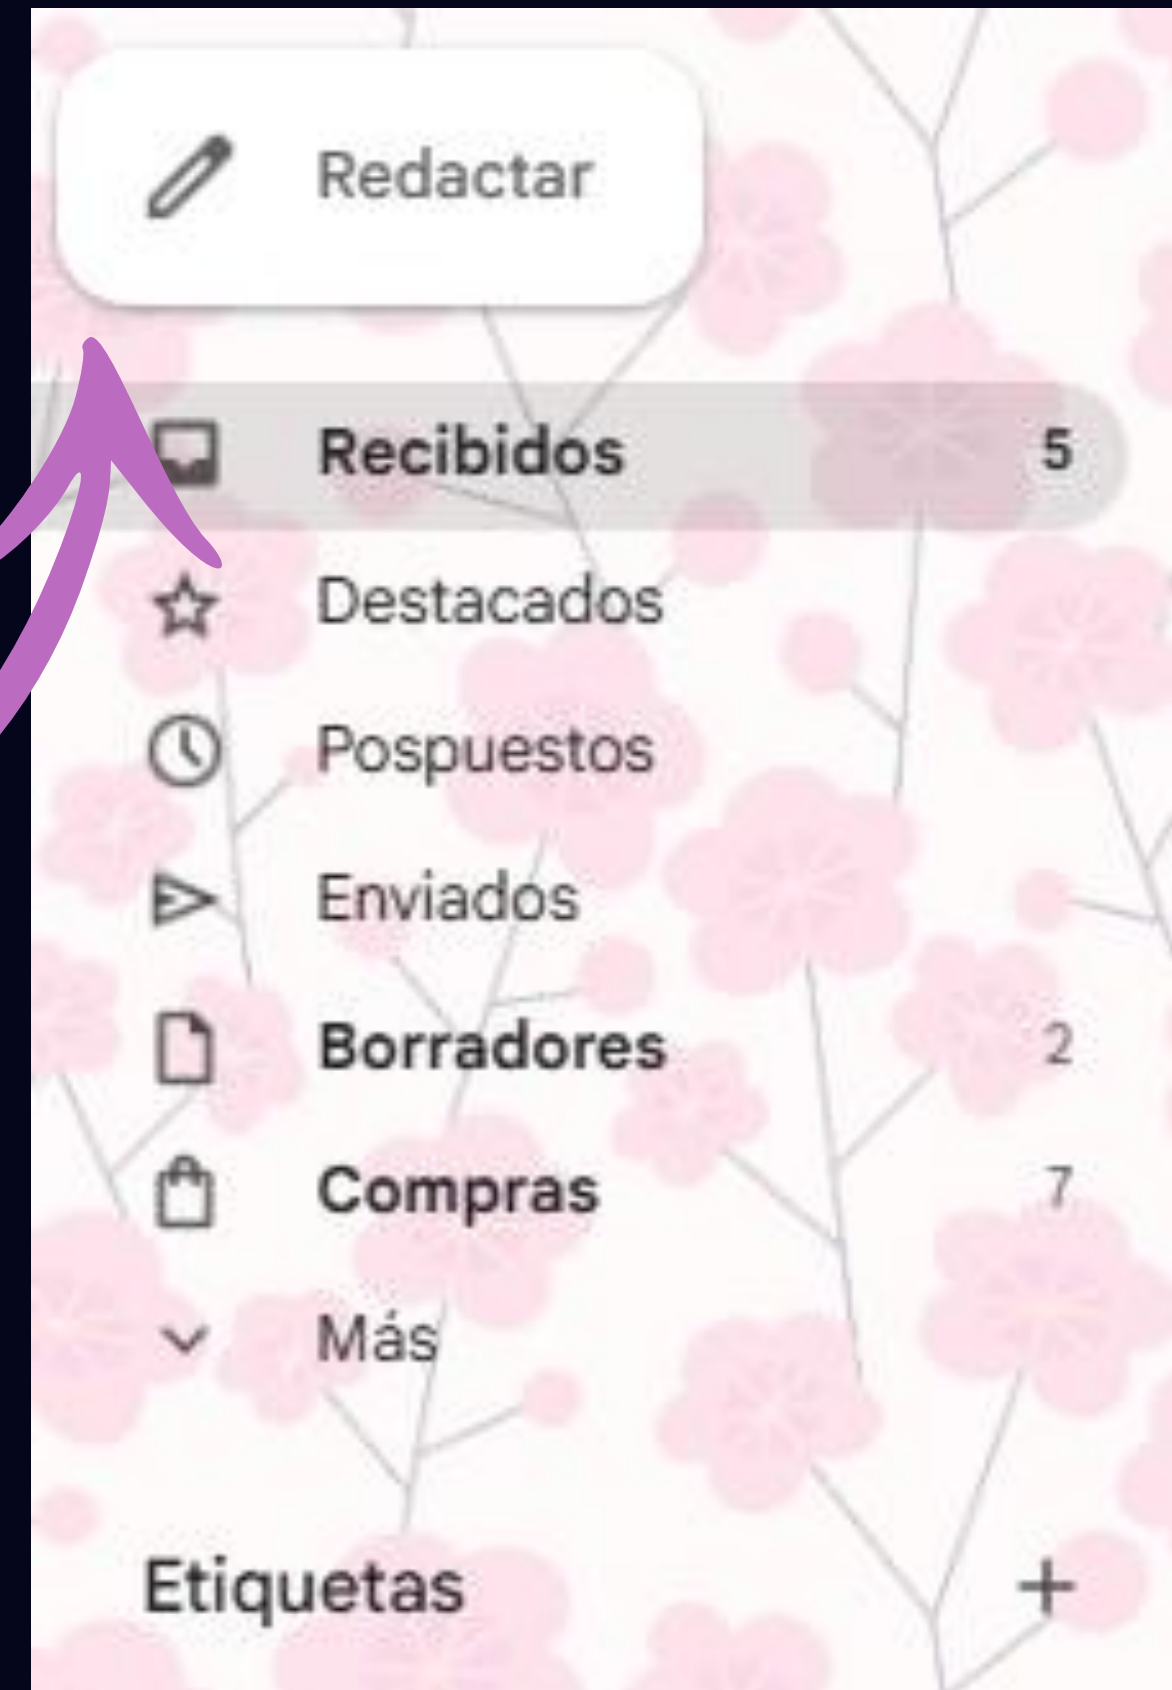 Redactar
Recibidos 5
Destacados
Pospuestos
Enviados
Borradores 2
Compras 7
Más
Etiquetas +